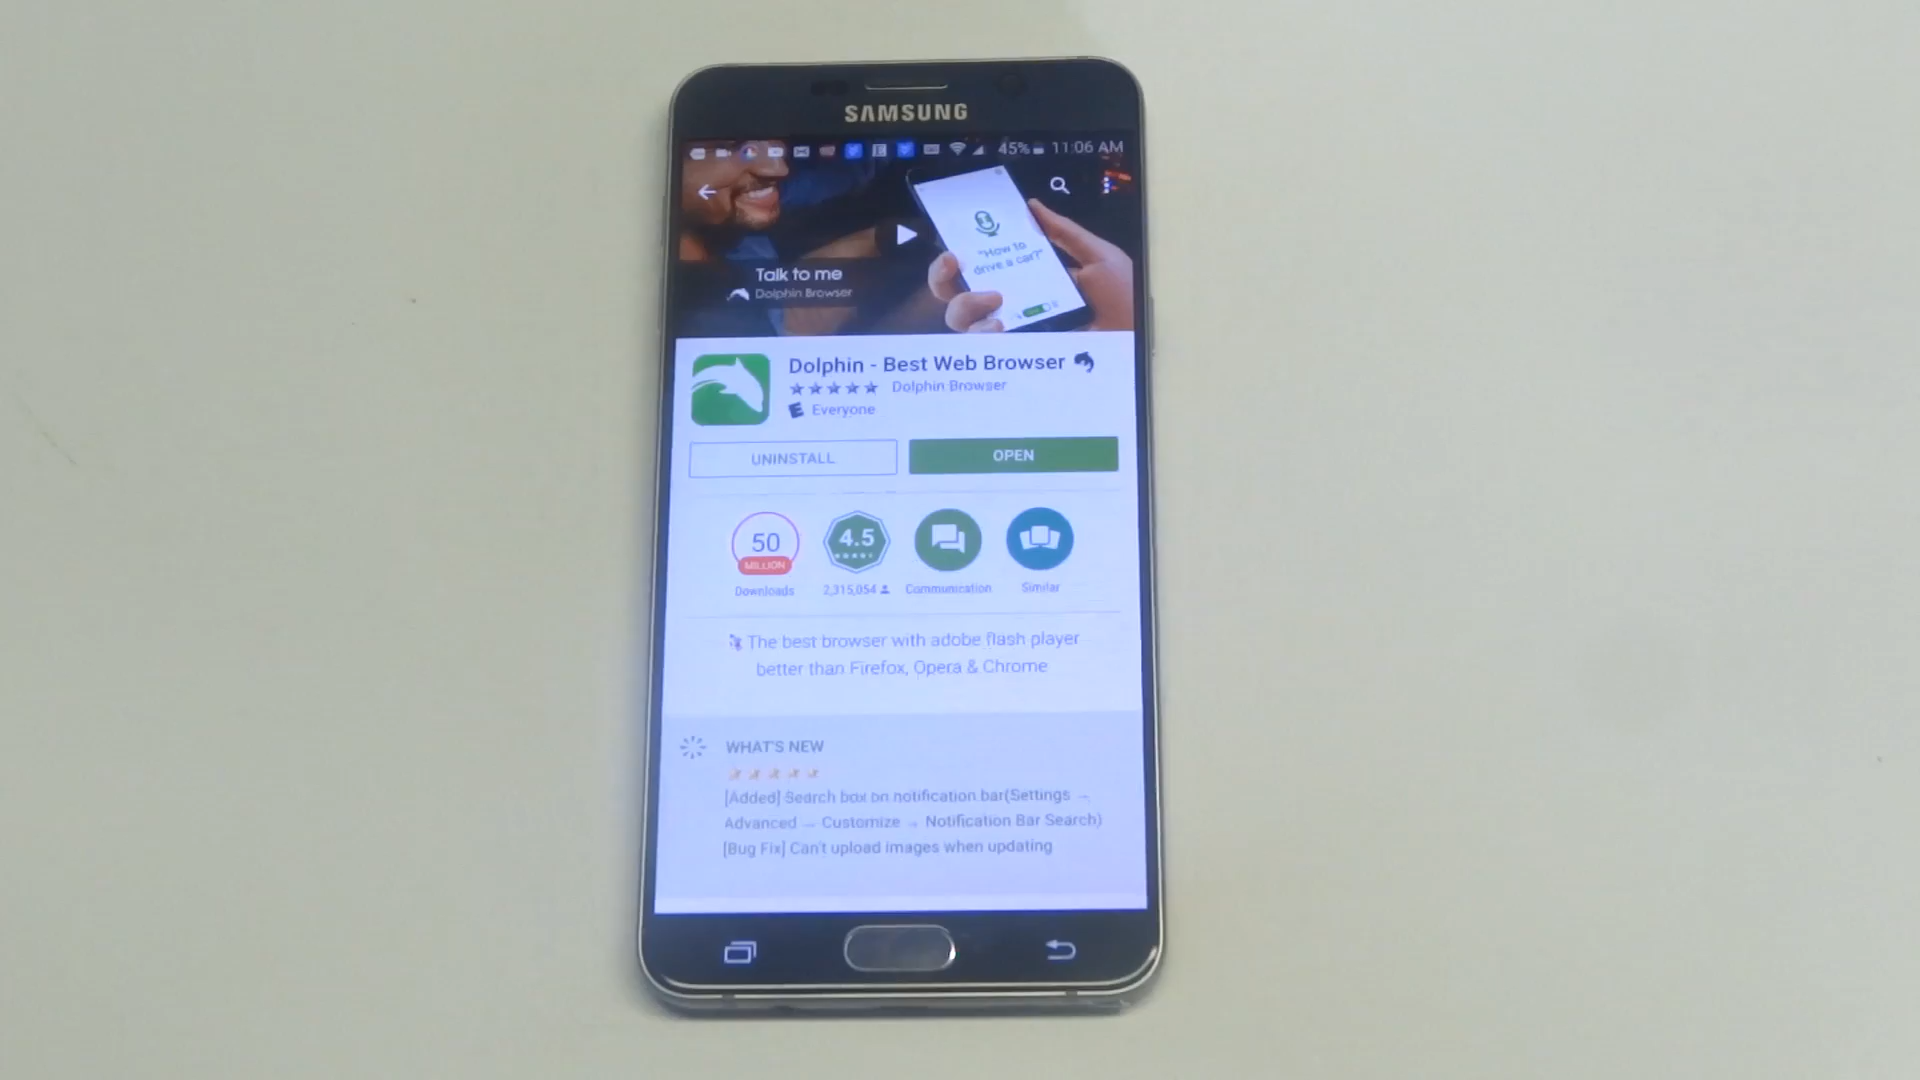 SAMSUNG
45% 11:06 AM
"How to
drive a car?"
Talk to me
Dolphin Browser
Dolphin - Best Web Browser
Dolphin Browser
E Everyone
UNINSTALL
OPEN
50
MILLION
Downloads
4.5
2,315,054
Communication
Similar
The best browser with adobe flash player
better than Firefox, Opera & Chrome
WHAT'S NEW
[Added] Search box on notification bar(Settings →
Advanced → Customize → Notification Bar Search)
[Bug Fix] Can't upload images when updating